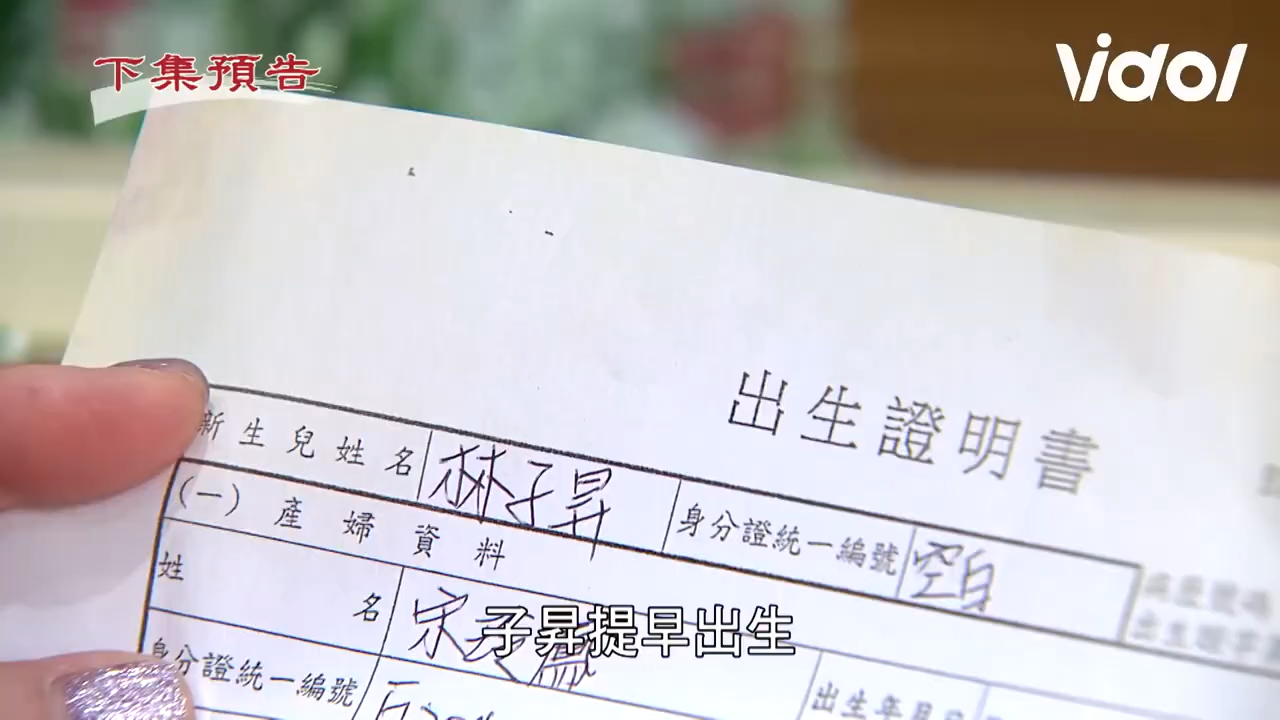 下集預告
Vidol
出生證明書
新生兒姓名 林子昇 身分證統一編號 空白
(一)產婦資料
姓名 宋
子昇提早出生
身分證統一編號
出生年月